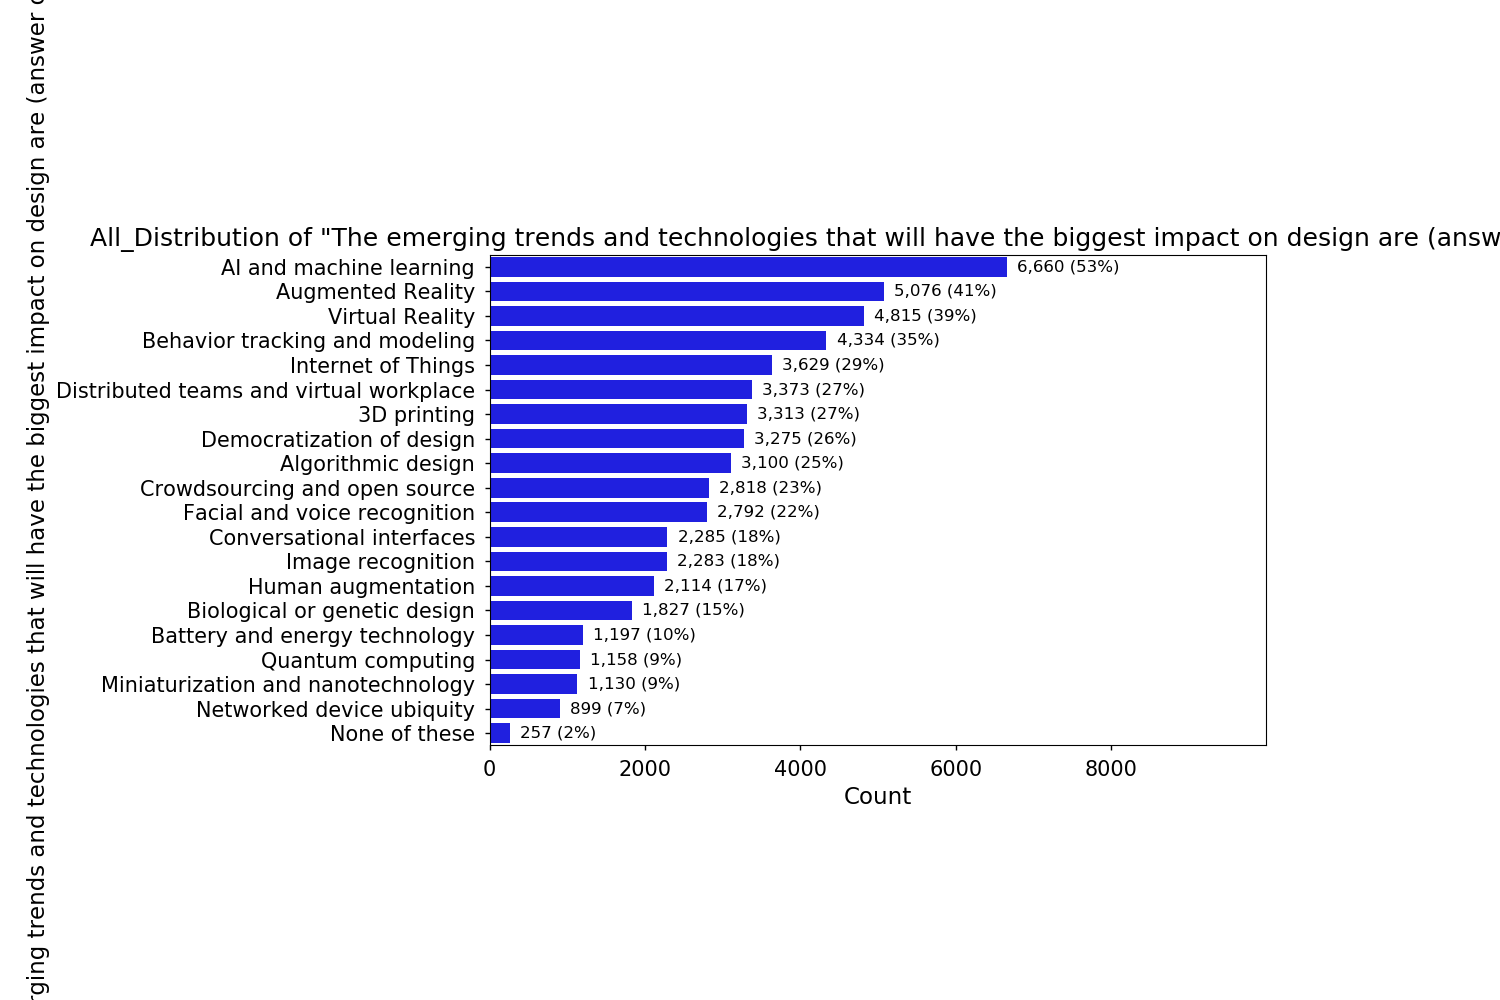 All_Distribution of "The emerging trends and technologies that will have the biggest impact on design are (answ
rging trends and technologies that will have the biggest impact on design are (answer
AI and machine learning 6,660 (53%)
Augmented Reality 5,076 (41%)
Virtual Reality 4,815 (39%)
Behavior tracking and modeling 4,334 (35%)
Internet of Things 3,629 (29%)
Distributed teams and virtual workplace 3,373 (27%)
3D printing 3,313 (27%)
Democratization of design 3,275 (26%)
Algorithmic design 3,100 (25%)
Crowdsourcing and open source 2,818 (23%)
Facial and voice recognition 2,792 (22%)
Conversational interfaces 2,285 (18%)
Image recognition 2,283 (18%)
Human augmentation 2,114 (17%)
Biological or genetic design 1,827 (15%)
Battery and energy technology 1,197 (10%)
Quantum computing 1,158 (9%)
Miniaturization and nanotechnology 1,130 (9%)
Networked device ubiquity 899 (7%)
None of these 257 (2%)
0 2000 4000 6000 8000
Count